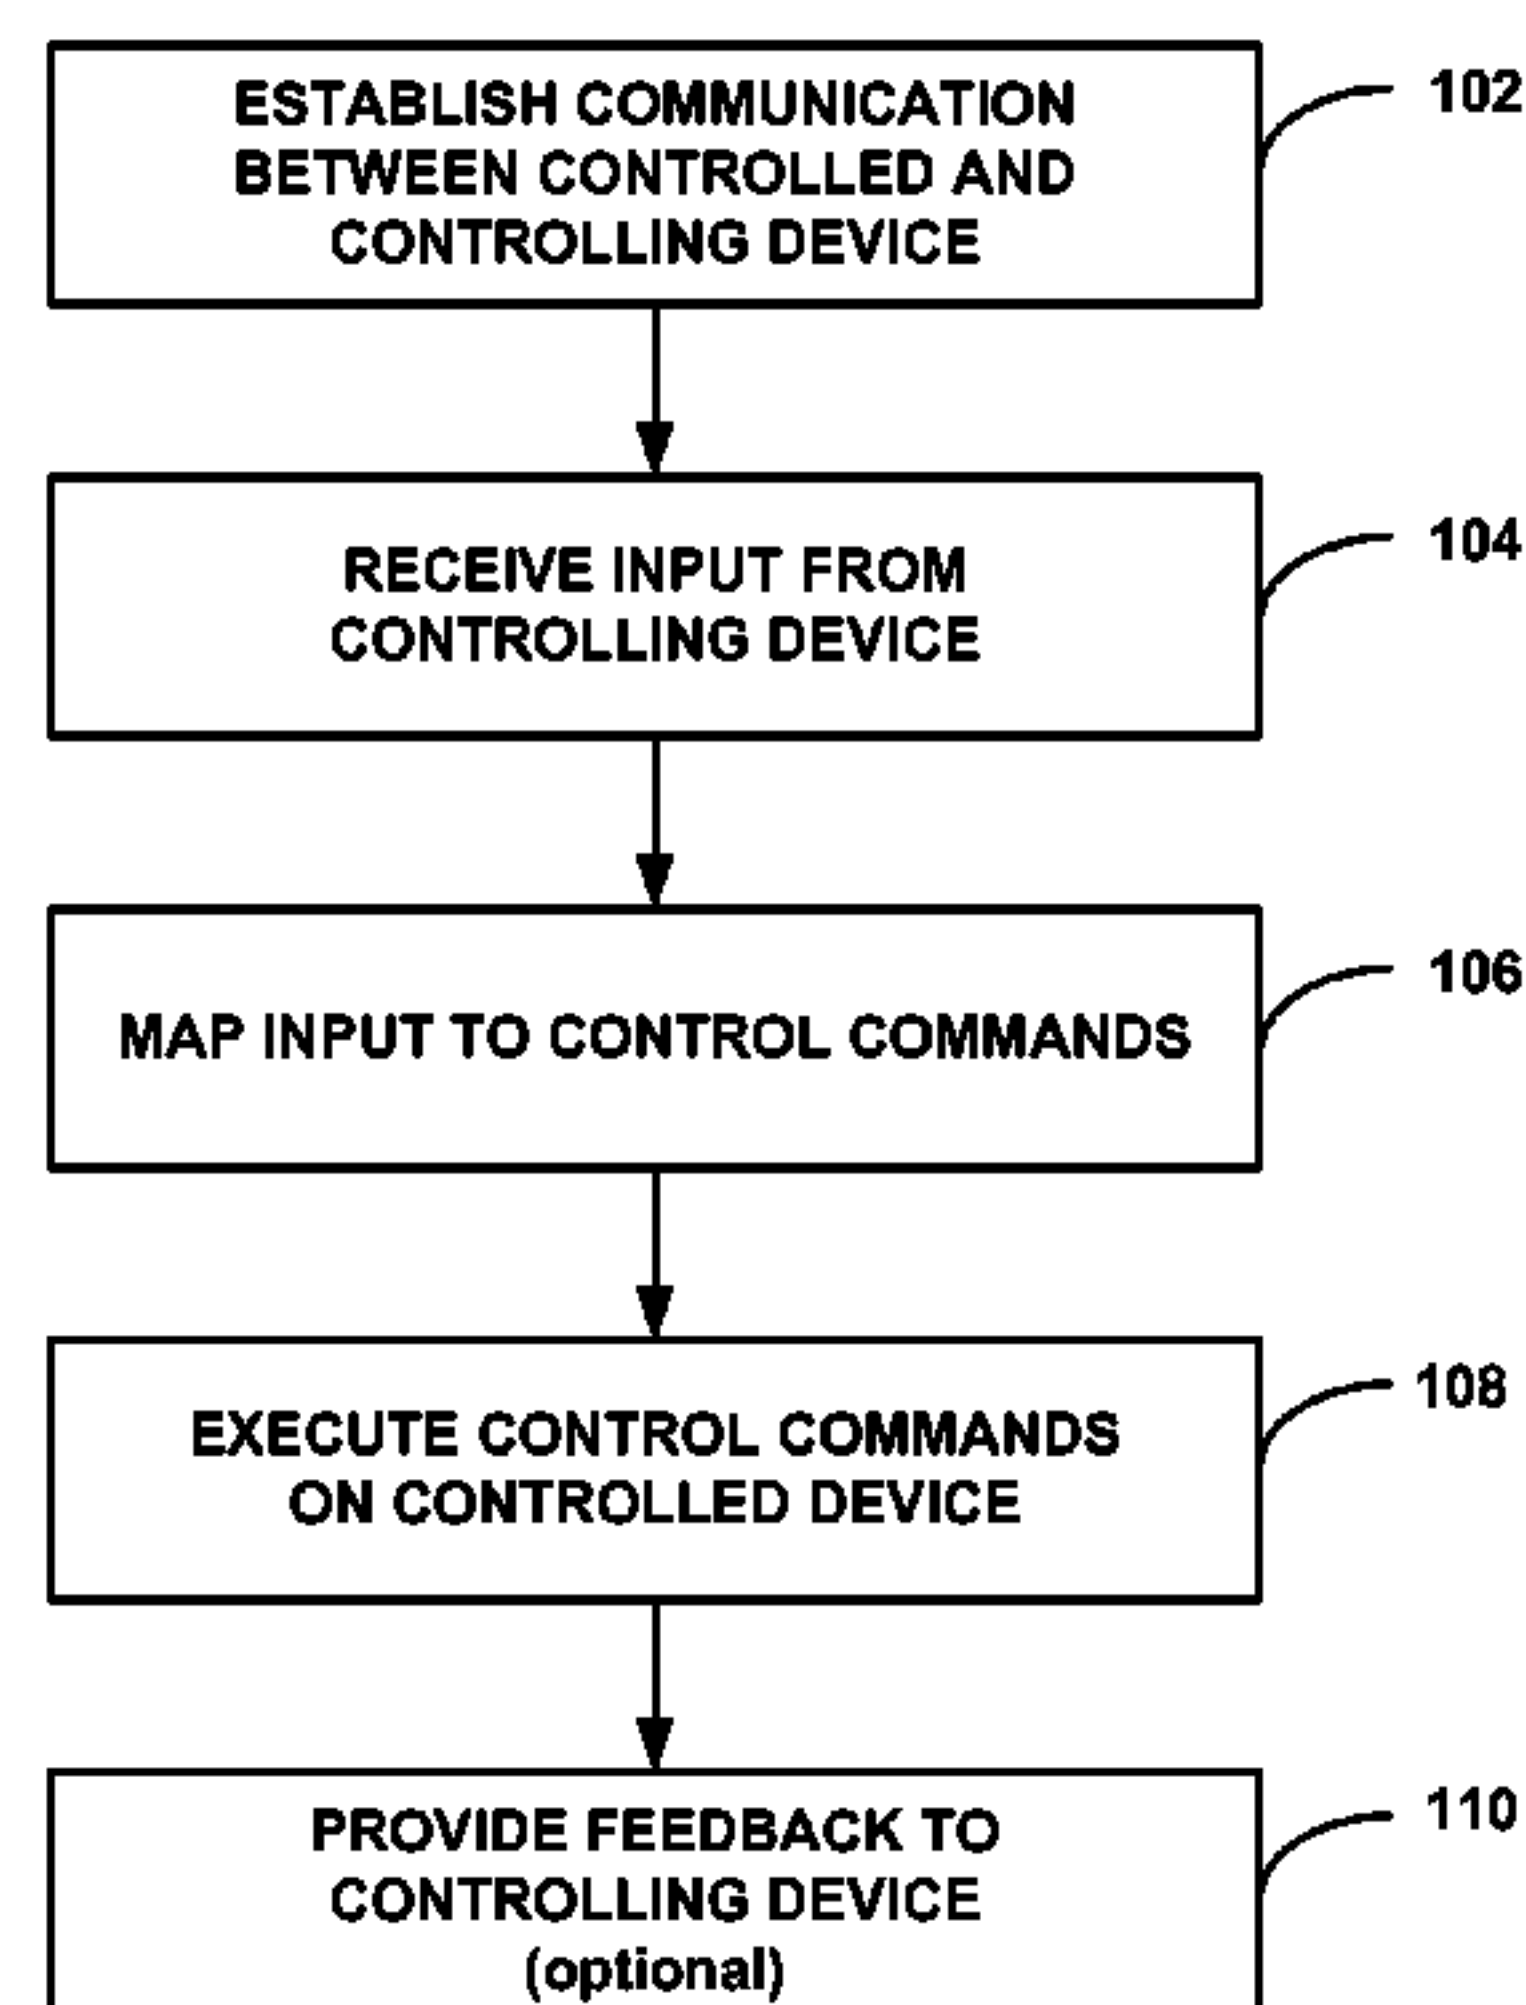 ESTABLISH COMMUNICATION
BETWEEN CONTROLLED AND
CONTROLLING DEVICE
102
RECEIVE INPUT FROM
CONTROLLING DEVICE
104
MAP INPUT TO CONTROL COMMANDS
106
EXECUTE CONTROL COMMANDS
ON CONTROLLED DEVICE
108
PROVIDE FEEDBACK TO
CONTROLLING DEVICE
(optional)
110